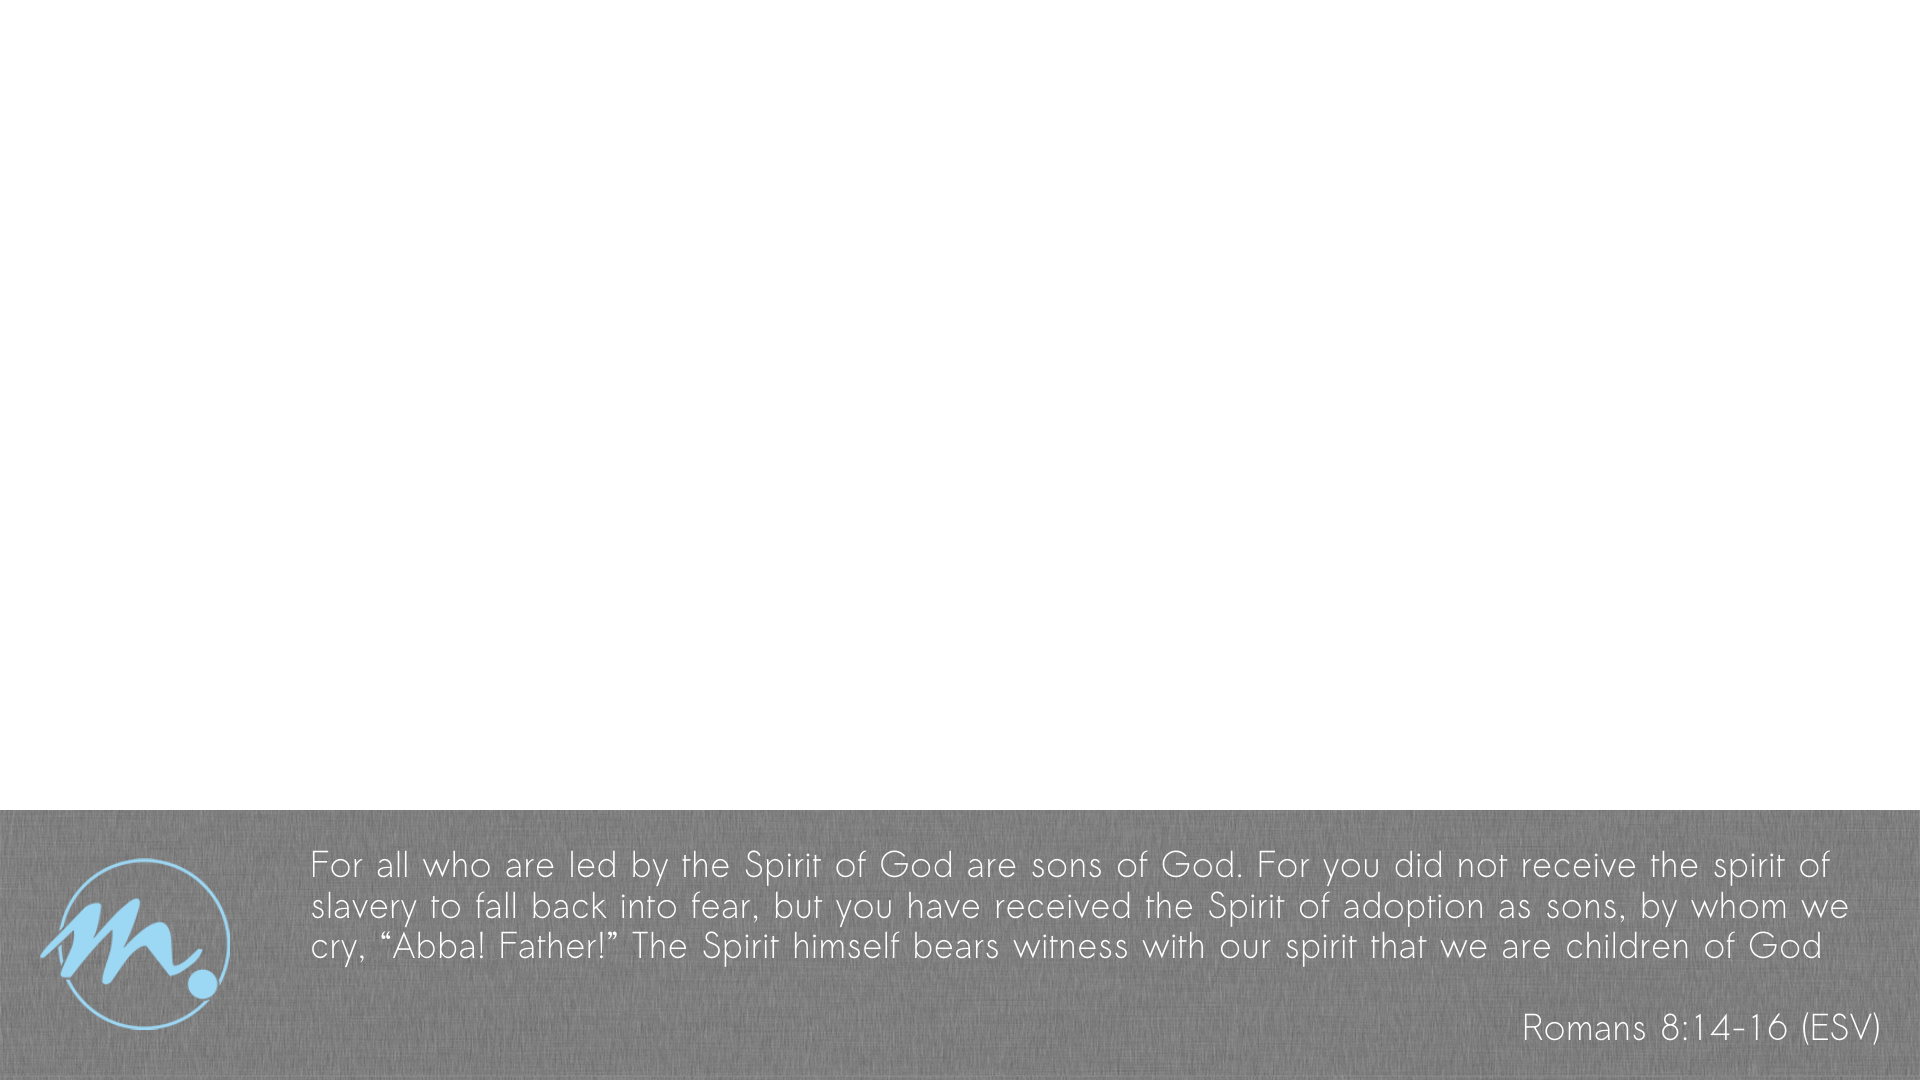 For all who are led by the Spirit of God are sons of God. For you did not receive the spirit of
slavery to fall back into fear, but you have received the Spirit of adoption as sons, by whom we
cry, “Abba! Father!” The Spirit himself bears witness with our spirit that we are children of God
m.
Romans 8:14-16 (ESV)